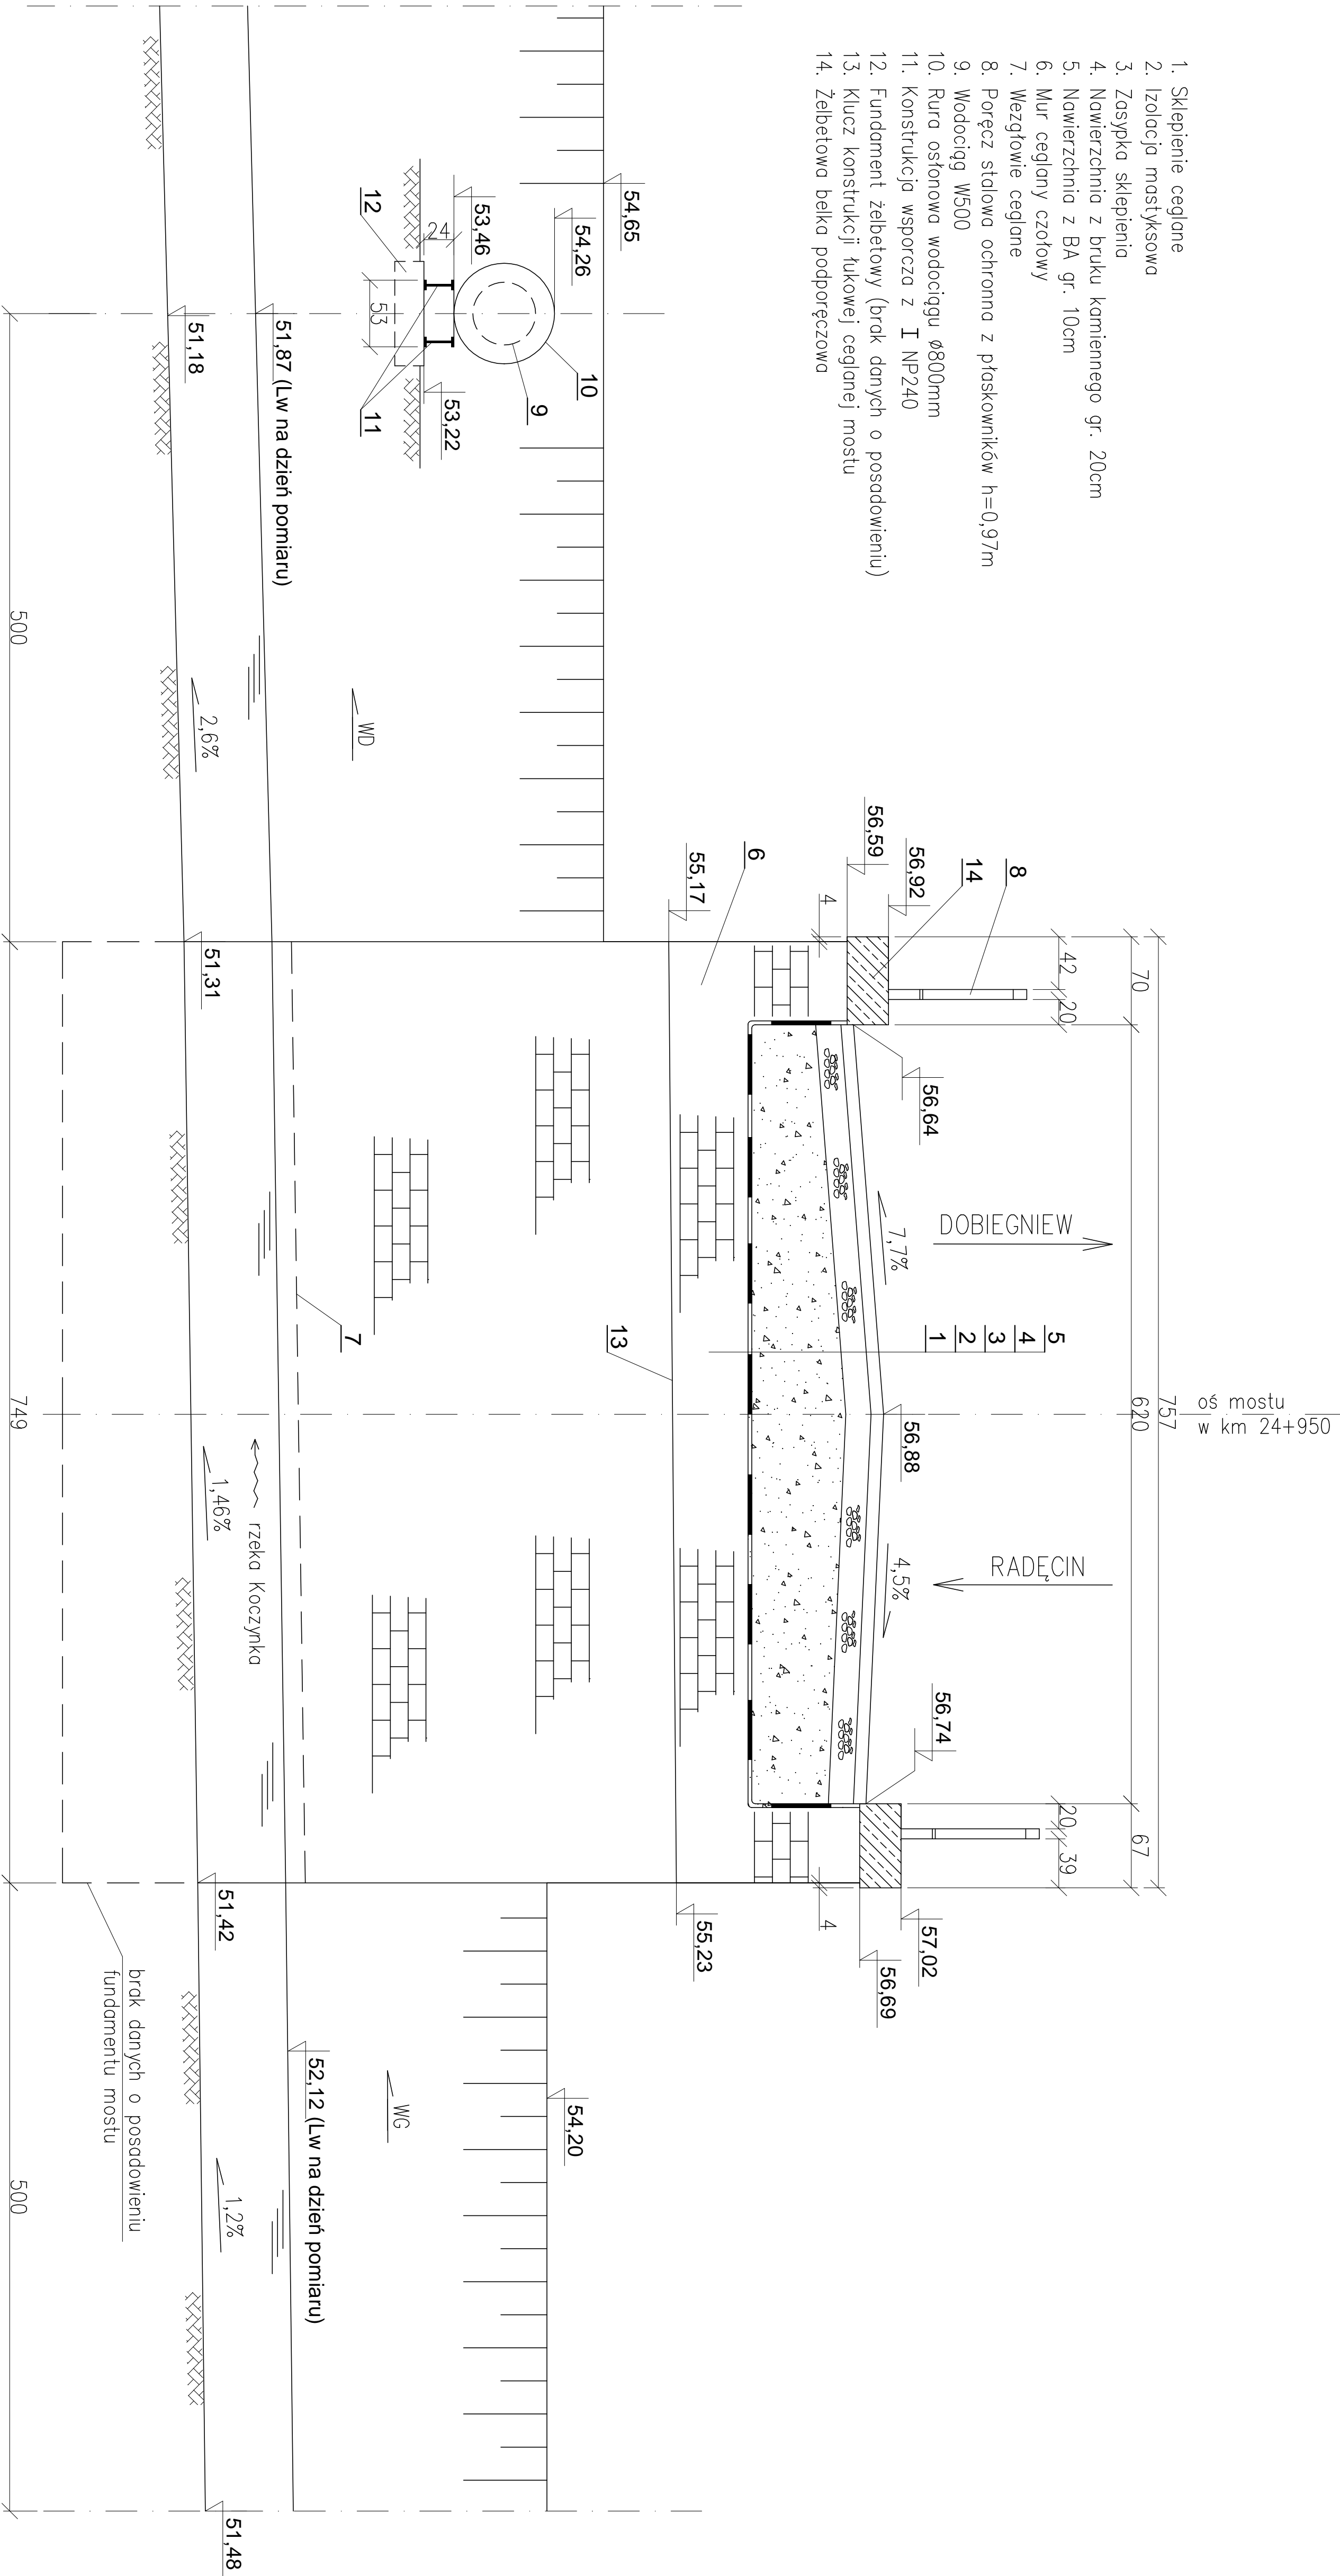 1. Sklepienie ceglane
2. Izolacja mastyksowa
3. Zasypka sklepienia
4. Nawierzchnia z bruku kamiennego gr. 20cm
5. Nawierzchnia z BA gr. 10cm
6. Mur ceglany czołowy
7. Wezgłowie ceglane
8. Poręcz stalowa ochronna z płaskowników h=0,97m
9. Wodociąg W500
10. Rura osłonowa wodociągu Ø800mm
11. Konstrukcja wsporcza z I NP240
12. Fundament żelbetowy (brak danych o posadowieniu)
13. Klucz konstrukcji łukowej ceglanej mostu
14. Żelbetowa belka podporęczowa
oś mostu
w km 24+950
757
70
620
67
42
20
20
39
8
14
56,92
56,59
4
56,64
7,7%
DOBIEGNIEW
5
4
3
2
1
56,88
RADĘCIN
4,5%
56,74
57,02
56,69
4
6
55,17
13
55,23
54,65
54,26
53,46
24
53
12
10
9
11
53,22
54,20
WD
WG
7
51,87 (Lw na dzień pomiaru)
52,12 (Lw na dzień pomiaru)
rzeka Koczynka
51,18
2,6%
51,31
1,46%
51,42
1,2%
51,48
brak danych o posadowieniu
fundamentu mostu
500
749
500